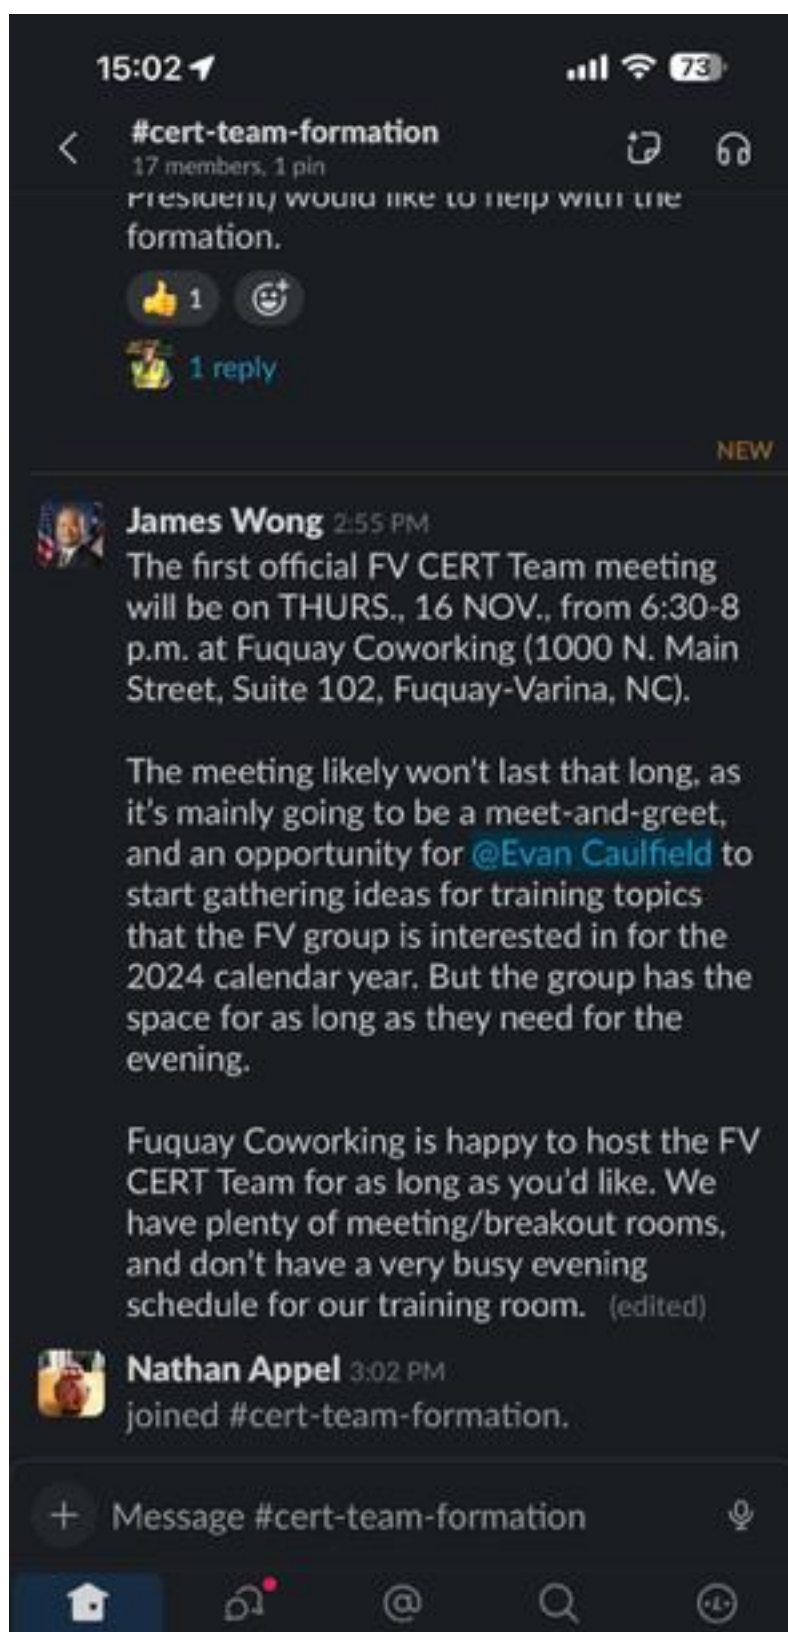 15:02
73
#cert-team-formation
17 members, 1 pin
President) would like to help with the
formation.
1
1 reply
NEW
James Wong 2:55 PM
The first official FV CERT Team meeting
will be on THURS., 16 NOV., from 6:30-8
p.m. at Fuquay Coworking (1000 N. Main
Street, Suite 102, Fuquay-Varina, NC).
The meeting likely won't last that long, as
it's mainly going to be a meet-and-greet,
and an opportunity for @Evan Caulfield to
start gathering ideas for training topics
that the FV group is interested in for the
2024 calendar year. But the group has the
space for as long as they need for the
evening.
Fuquay Coworking is happy to host the FV
CERT Team for as long as you'd like. We
have plenty of meeting/breakout rooms,
and don't have a very busy evening
schedule for our training room. (edited)
Nathan Appel 3:02 PM
joined #cert-team-formation.
Message #cert-team-formation